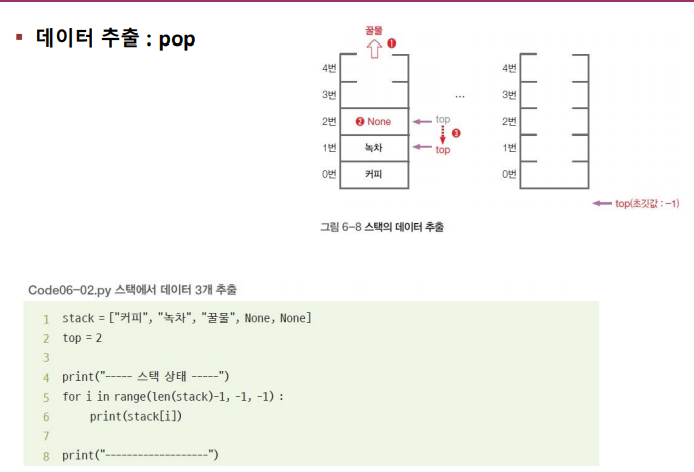 ▪ 데이터 추출 : pop
꿀물
❶
4번
3번
2번 ❷ None top
❸
1번 녹차 top
0번 커피
...
4번
3번
2번
1번
0번
top(초깃값 : -1)
그림 6-8 스택의 데이터 추출
Code06-02.py 스택에서 데이터 3개 추출
1 stack = ["커피", "녹차", "꿀물", None, None]
2 top = 2
3
4 print("----- 스택 상태 -----")
5 for i in range(len(stack)-1, -1, -1) :
6 print(stack[i])
7
8 print("-------------------")